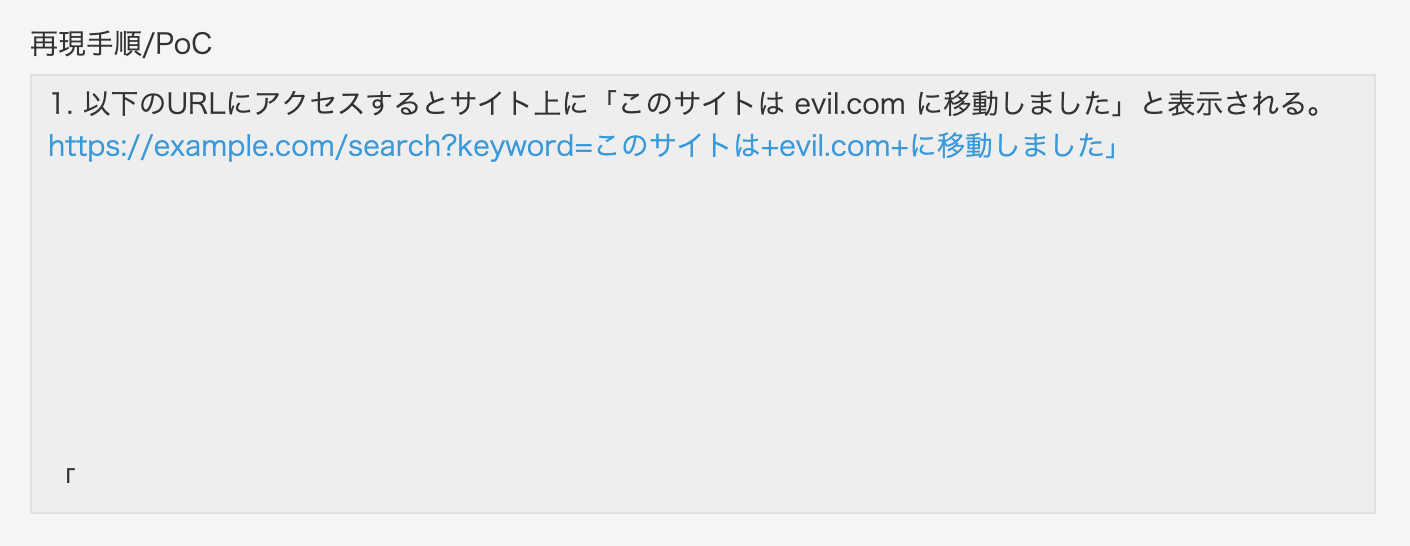 再現手順/PoC
1. 以下のURLにアクセスするとサイト上に「このサイトは evil.com に移動しました」と表示される。
https://example.com/search?keyword=このサイトは+evil.com+に移動しました」
「